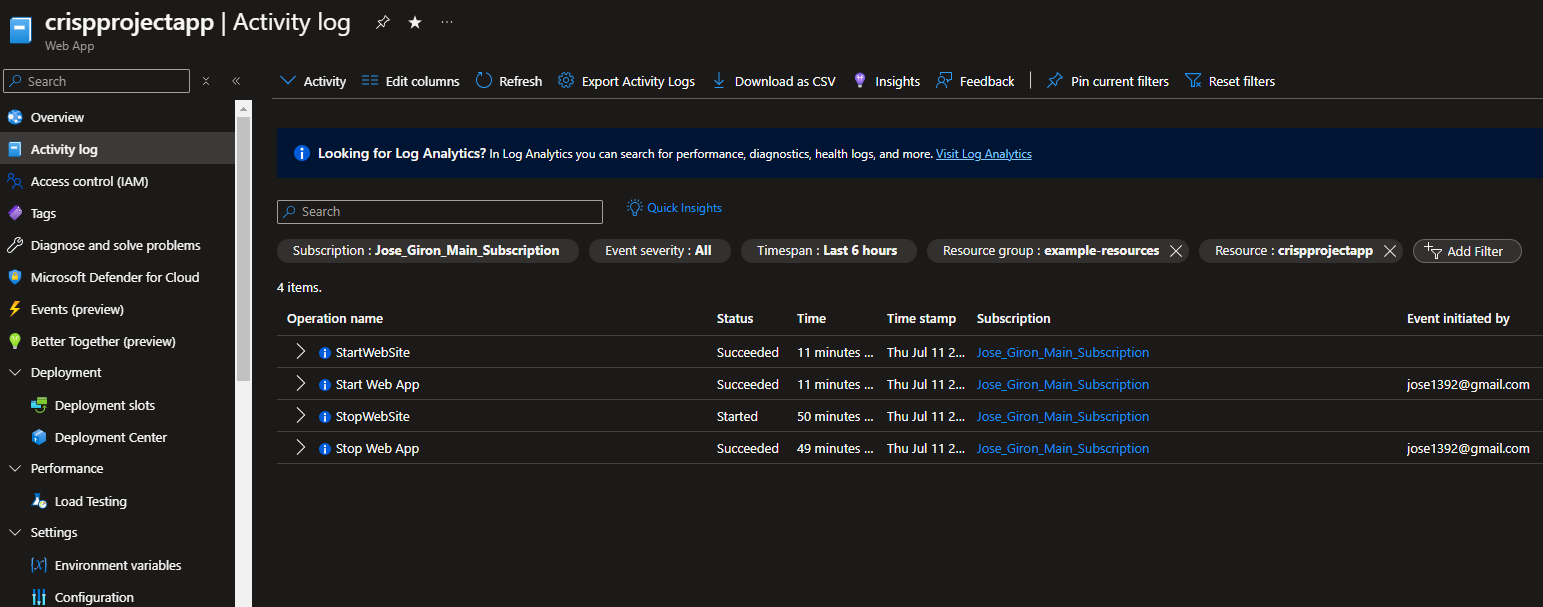 crispprojectapp | Activity log
Web App
Search
Overview
Activity log
Access control (IAM)
Tags
Diagnose and solve problems
Microsoft Defender for Cloud
Events (preview)
Better Together (preview)
Deployment
Deployment slots
Deployment Center
Performance
Load Testing
Settings
Environment variables
Configuration
Activity Edit columns Refresh Export Activity Logs Download as CSV Insights Feedback | Pin current filters Reset filters
Looking for Log Analytics? In Log Analytics you can search for performance, diagnostics, health logs, and more. Visit Log Analytics
Search Quick Insights
Subscription : Jose_Giron_Main_Subscription Event severity : All Timespan : Last 6 hours Resource group : example-resources Resource : crispprojectapp Add Filter
4 items.
Operation name Status Time Time stamp Subscription Event initiated by
StartWebSite Succeeded 11 minutes ... Thu Jul 11 2... Jose_Giron_Main_Subscription
Start Web App Succeeded 11 minutes ... Thu Jul 11 2... Jose_Giron_Main_Subscription jose1392@gmail.com
StopWebSite Started 50 minutes ... Thu Jul 11 2... Jose_Giron_Main_Subscription
Stop Web App Succeeded 49 minutes ... Thu Jul 11 2... Jose_Giron_Main_Subscription jose1392@gmail.com